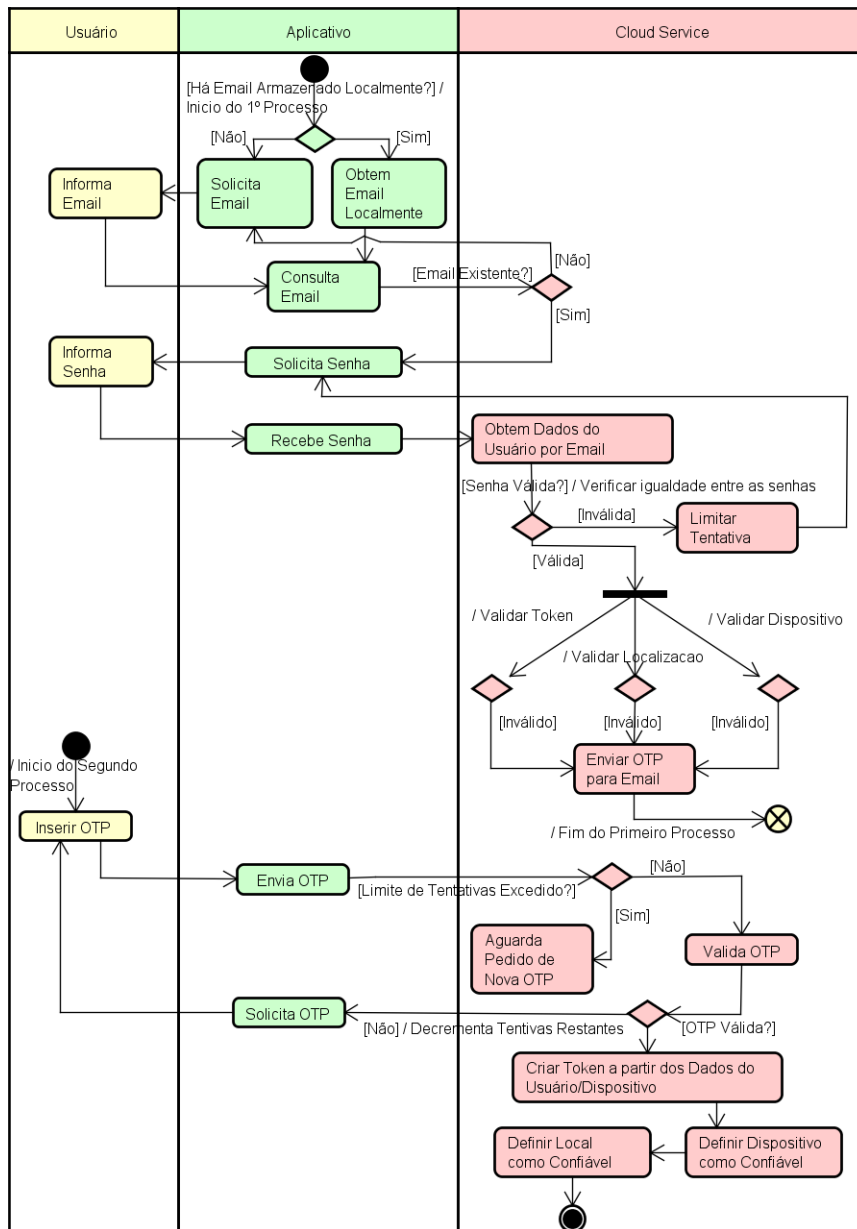 Usuário
Aplicativo
Cloud Service
[Há Email Armazenado Localmente?] /
Inicio do 1º Processo
[Não]
[Sim]
Informa
Email
Solicita
Email
Obtem
Email
Localmente
[Não]
Consulta
Email
[Email Existente?]
[Sim]
Informa
Senha
Solicita Senha
Recebe Senha
Obtem Dados do
Usuário por Email
[Senha Válida?] / Verificar igualdade entre as senhas
[Inválida]
Limitar
Tentativa
[Válida]
/ Validar Token
/ Validar Dispositivo
/ Validar Localizacao
[Inválido]
[Inválido]
[Inválido]
/ Inicio do Segundo
Processo
Enviar OTP
para Email
Inserir OTP
/ Fim do Primeiro Processo
Envia OTP
[Limite de Tentativas Excedido?]
[Não]
[Sim]
Aguarda
Pedido de
Nova OTP
Valida OTP
Solicita OTP
[Não] / Decrementa Tentivas Restantes
[OTP Válida?]
Criar Token a partir dos Dados do
Usuário/Dispositivo
Definir Local
como Confiável
Definir Dispositivo
como Confiável